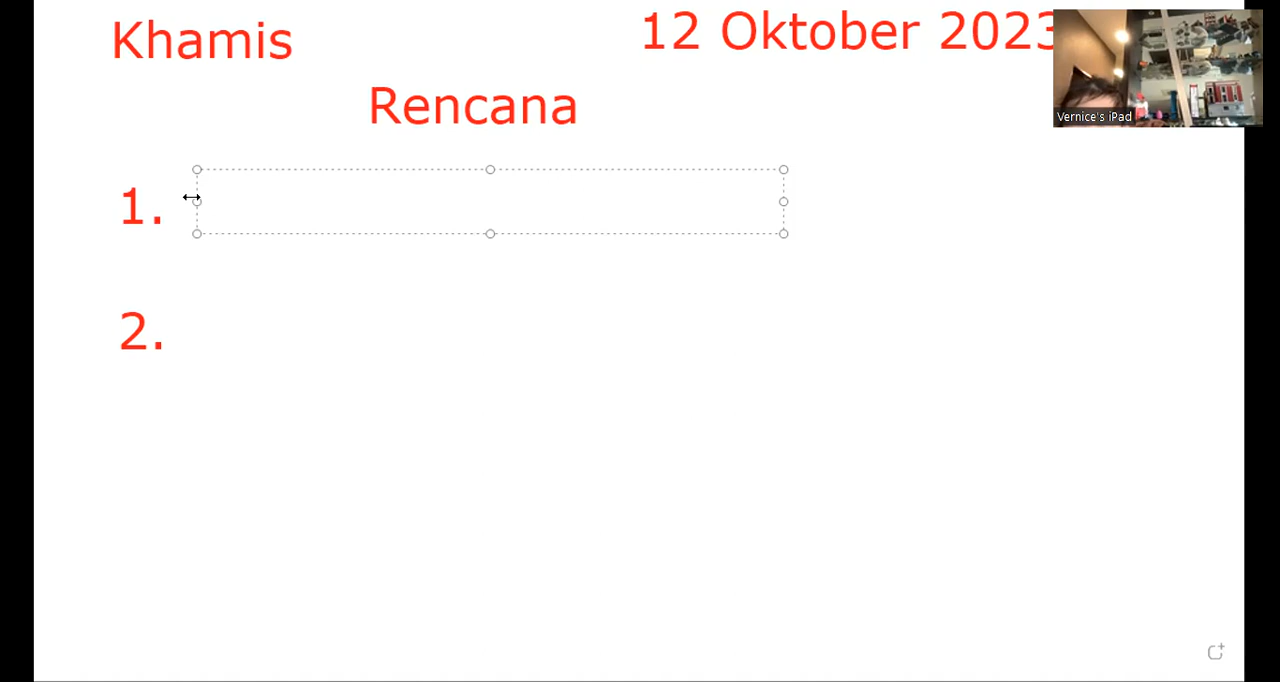 Khamis
12 Oktober 2023
Rencana
1.
2.
Vernice's iPad